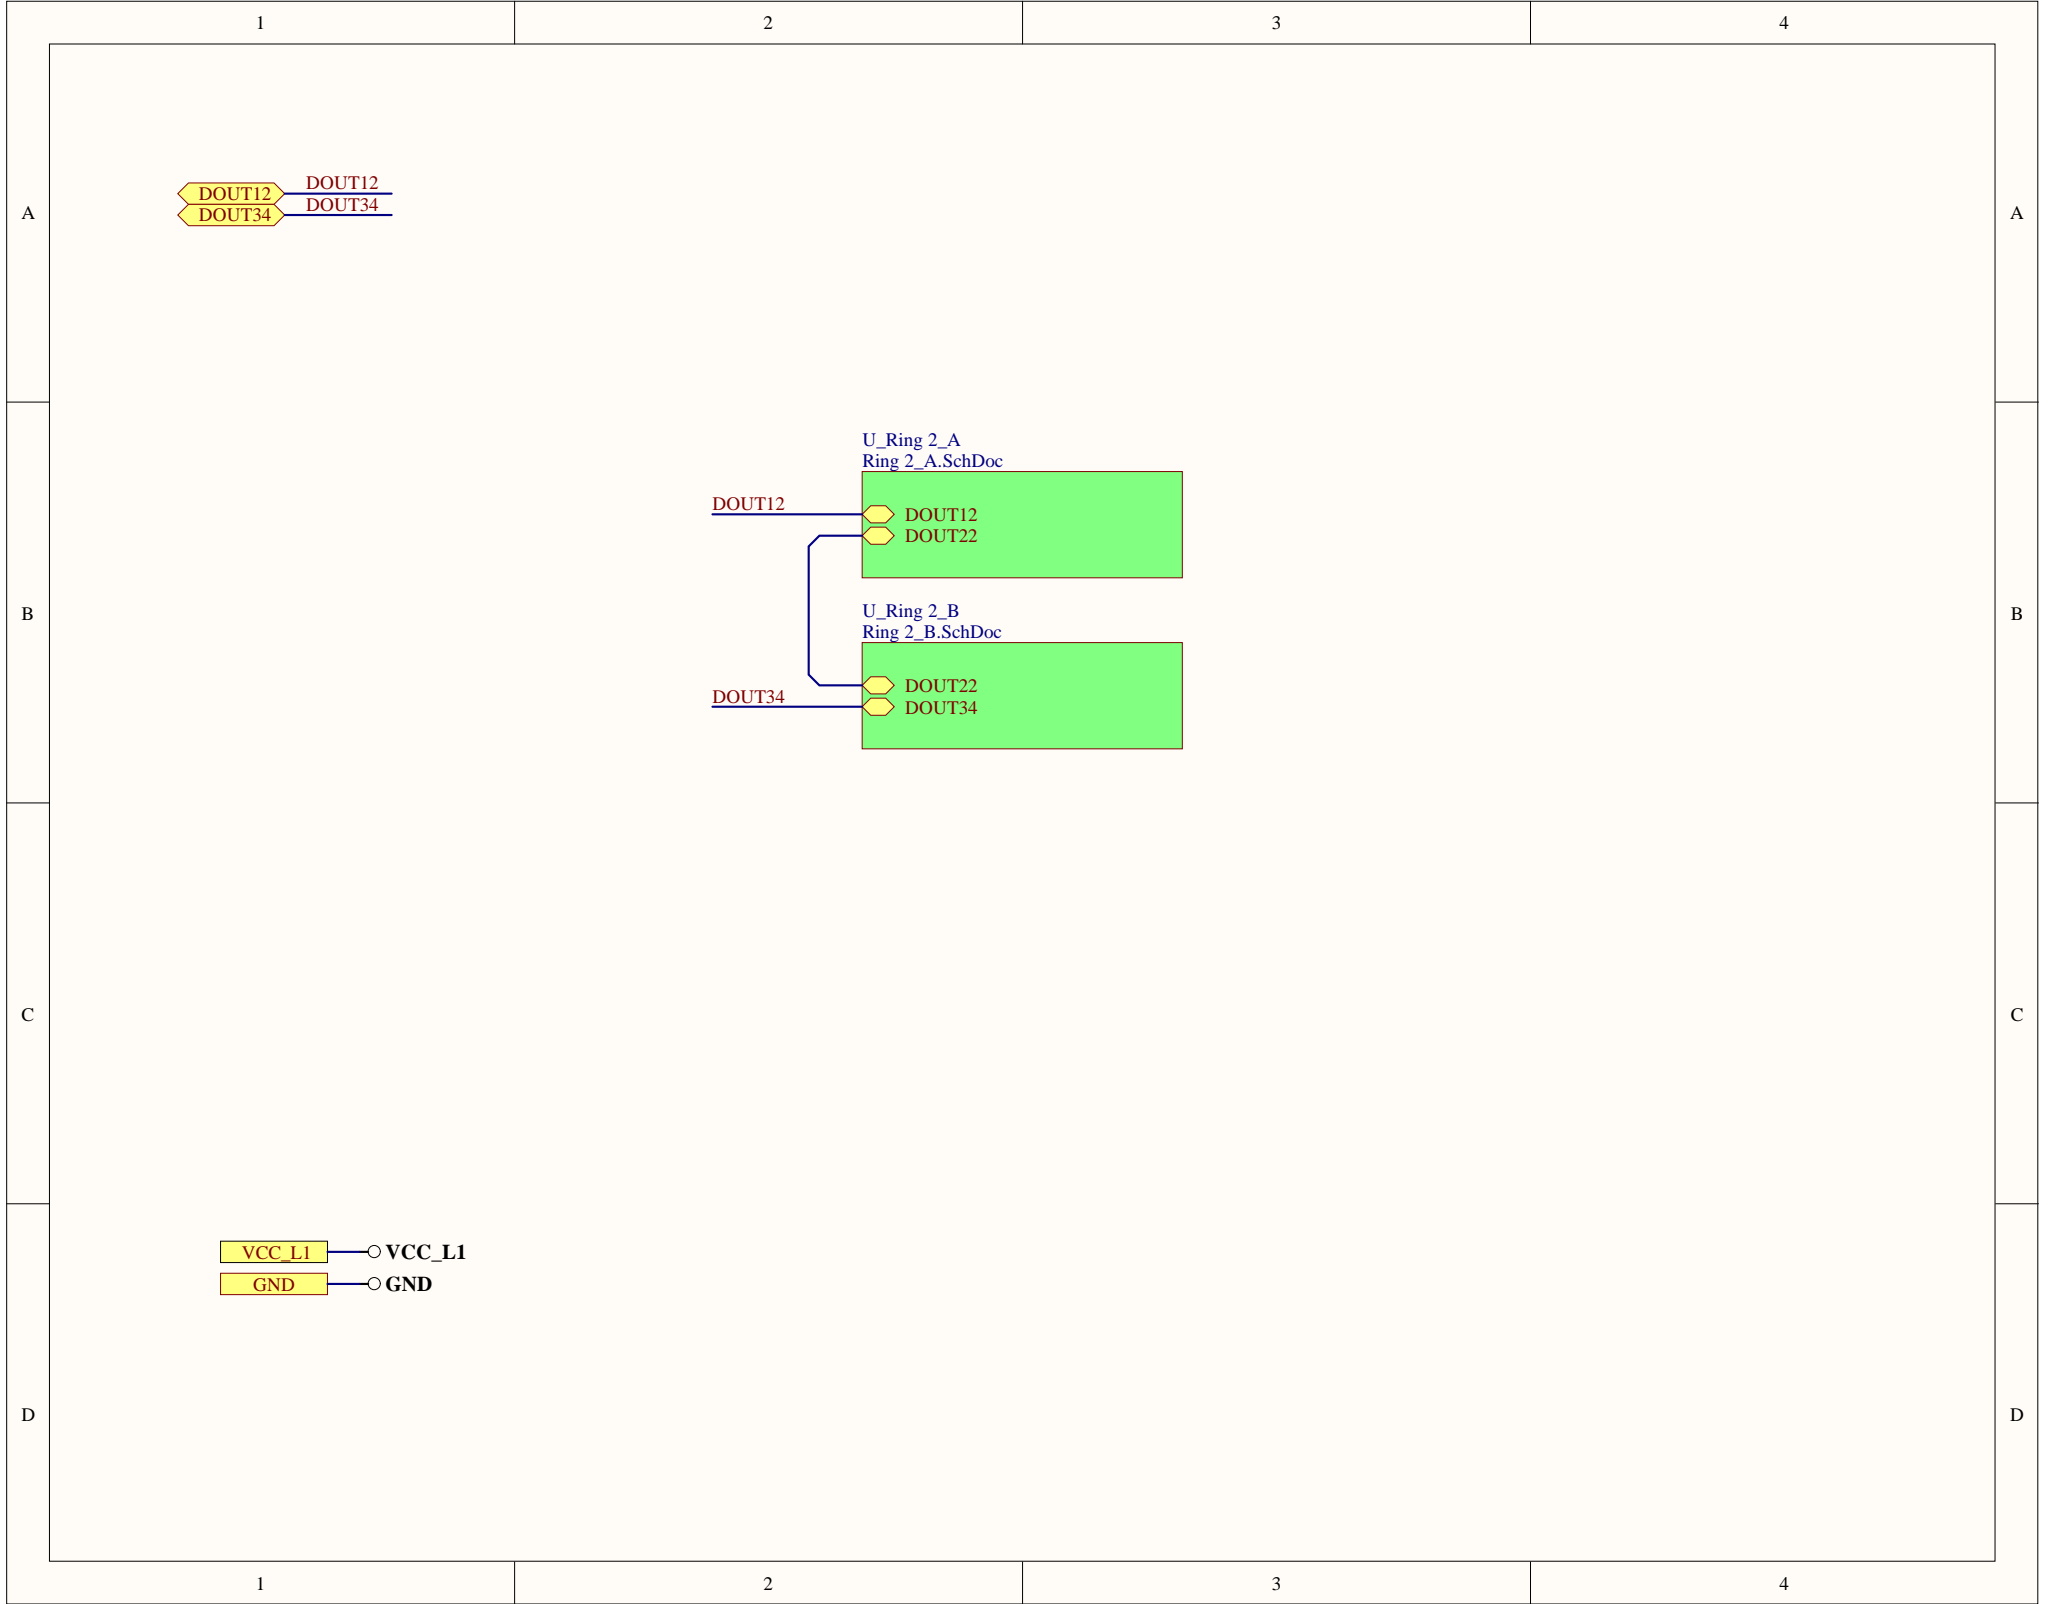 1 2 3 4
DOUT12 DOUT12
DOUT34 DOUT34
A A
U_Ring 2_A
Ring 2_A.SchDoc
DOUT12 DOUT12
DOUT22
B B
U_Ring 2_B
Ring 2_B.SchDoc
DOUT22
DOUT34 DOUT34
C C
VCC_L1 VCC_L1
GND GND
D D
1 2 3 4